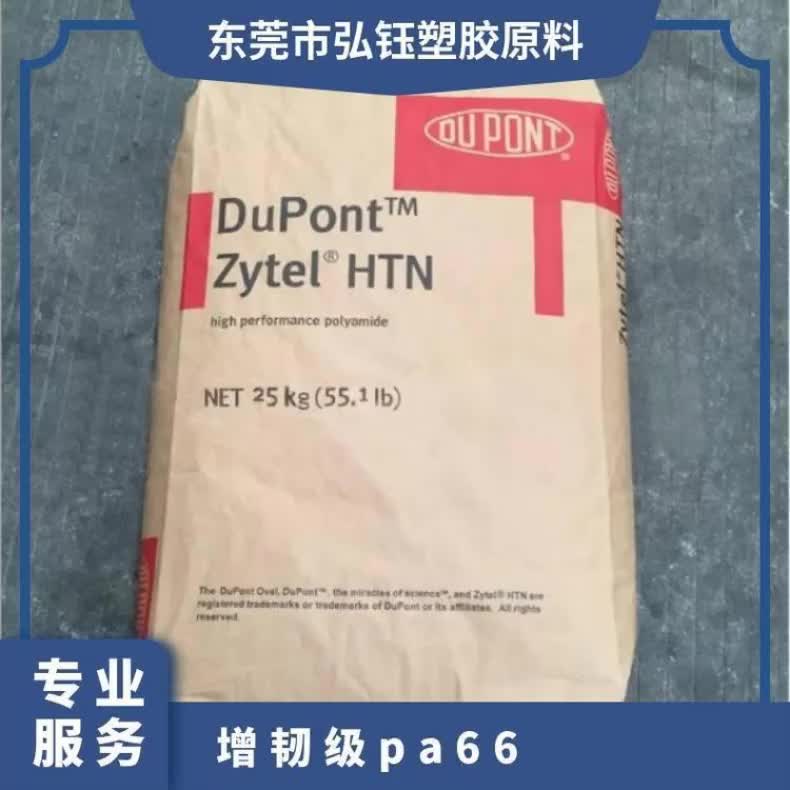 东莞市弘钰塑胶原料
DU PONT®
DuPont™
Zytel® HTN
high performance polyamide
NET 25 kg (55.1 lb)
Zytel® HTN
The DuPont Oval, DuPont™, the miracles of science™, and Zytel® HTN are
registered trademarks or trademarks of DuPont or its affiliates. All rights
reserved.
专业
服务
增韧级pa66